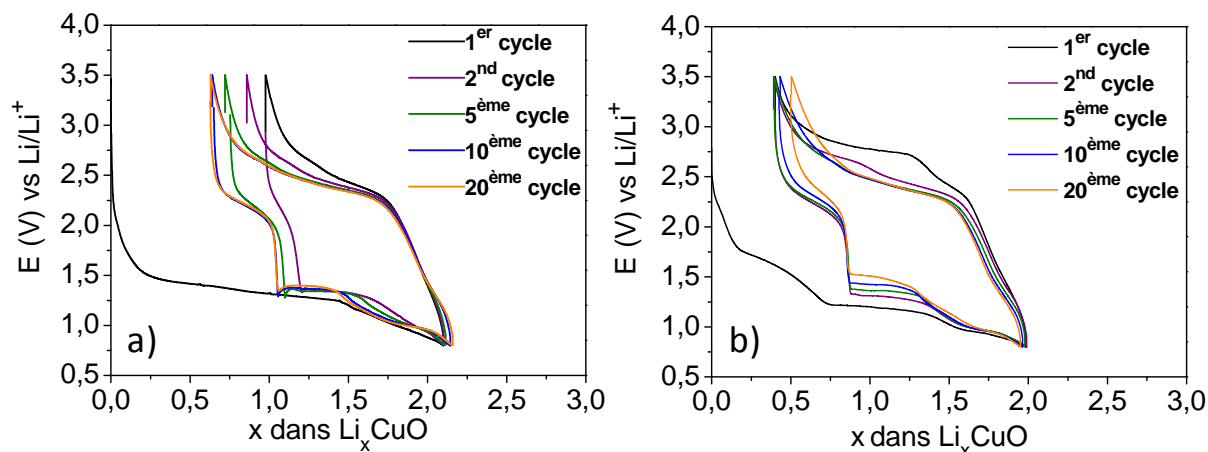 4,0
3,5
3,0
2,5
2,0
1,5
1,0
0,5
E (V) vs Li/Li⁺
1er cycle
2nd cycle
5ème cycle
10ème cycle
20ème cycle
a)
0,0 0,5 1,0 1,5 2,0 2,5 3,0
x dans LixCuO
4,0
3,5
3,0
2,5
2,0
1,5
1,0
0,5
E (V) vs Li/Li⁺
1er cycle
2nd cycle
5ème cycle
10ème cycle
20ème cycle
b)
0,0 0,5 1,0 1,5 2,0 2,5 3,0
x dans LixCuO